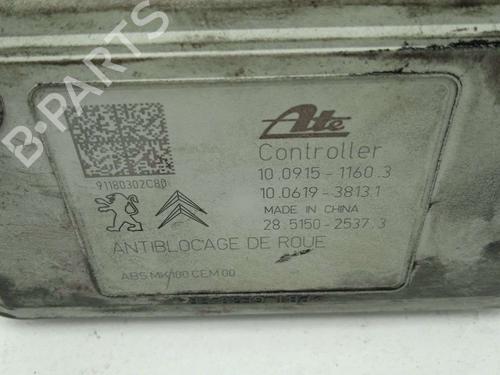 B-PARTS
Ate
Controller
10.0915-1160.3
10.0619-3813.1
MADE IN CHINA
28.5150-2537.3
91180302C80
ANTIBLOCAGE DE ROUE
ABS MK100 CEM 00